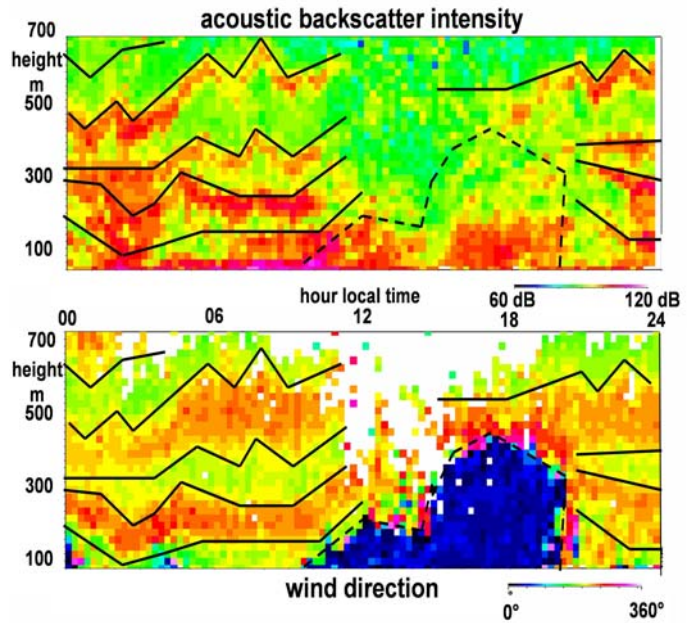 acoustic backscatter intensity
700
height
m
500
300
100
hour local time
60 dB 120 dB
00 06 12 18 24
700
height
m
500
300
100
wind direction
0° 360°